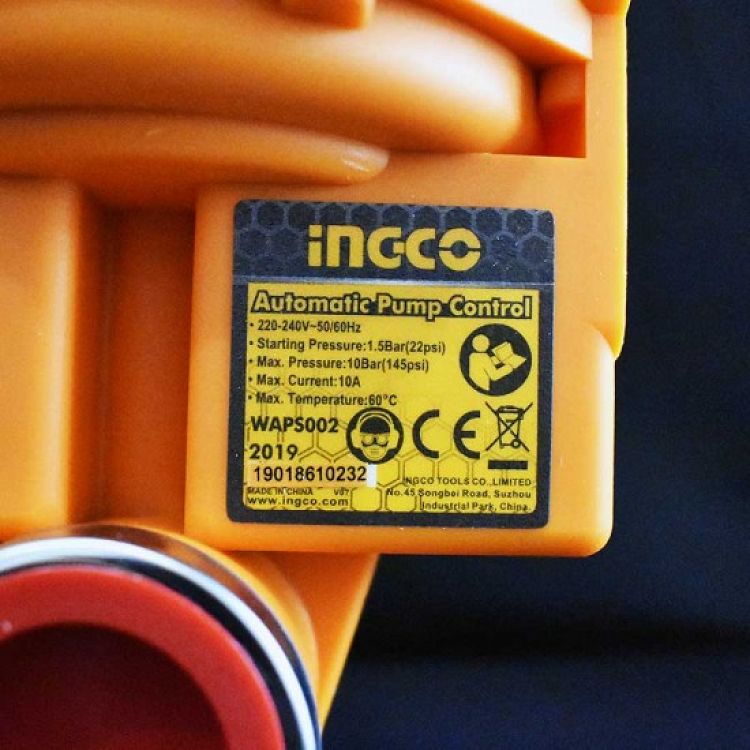 INGCO
Automatic Pump Control
• 220-240V~50/60Hz
• Starting Pressure:1.5Bar(22psi)
• Max. Pressure:10Bar(145psi)
• Max. Current:10A
• Max. Temperature:60°C
WAPS002
CE
2019
19018610232
INGCO TOOLS CO.,LIMITED
MADE IN CHINA V07
No.45 Songbei Road, Suzhou
www.ingco.com
Industrial Park, China.